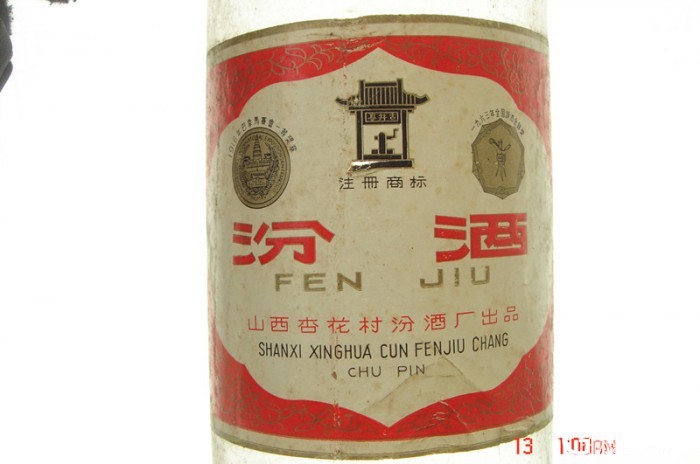 注册商标
汾 酒
FEN JIU
山西杏花村汾酒厂出品
SHANXI XINGHUA CUN FENJIU CHANG
CHU PIN